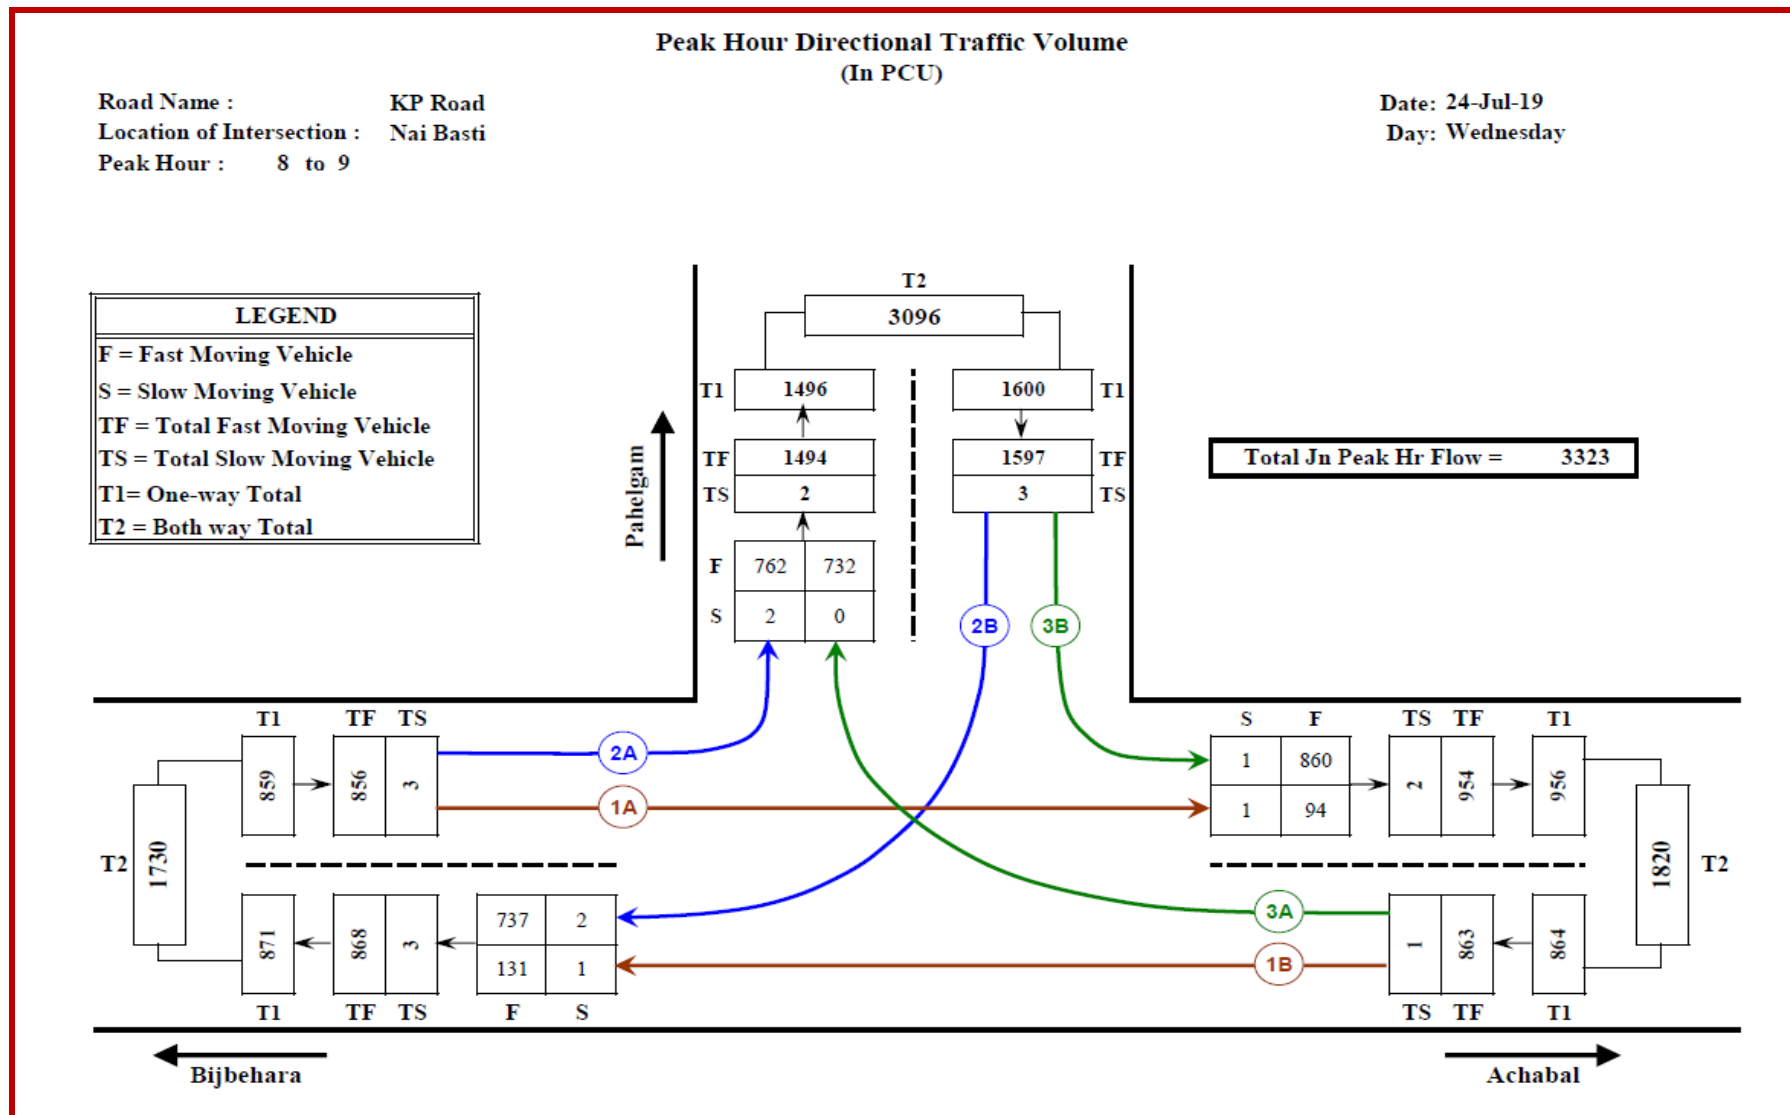 Peak Hour Directional Traffic Volume
(In PCU)
Road Name : KP Road
Date: 24-Jul-19
Location of Intersection : Nai Basti
Day: Wednesday
Peak Hour : 8 to 9
T2
3096
LEGEND
F = Fast Moving Vehicle
S = Slow Moving Vehicle
TF = Total Fast Moving Vehicle
TS = Total Slow Moving Vehicle
T1= One-way Total
T2 = Both way Total
T1 1496 1600 T1
TF 1494 1597 TF
TS 2 3 TS
Total Jn Peak Hr Flow = 3323
Pahelgam
F 762 732
S 2 0
2B 3B
T1 TF TS
S F TS TF T1
859 856 3
2A
1A
1 860
1 94
2 954 956
T2 1730
1820 T2
871 868 3
737 2
131 1
3A
1B
1 863 864
T1 TF TS F S
TS TF T1
Bijbehara
Achabal